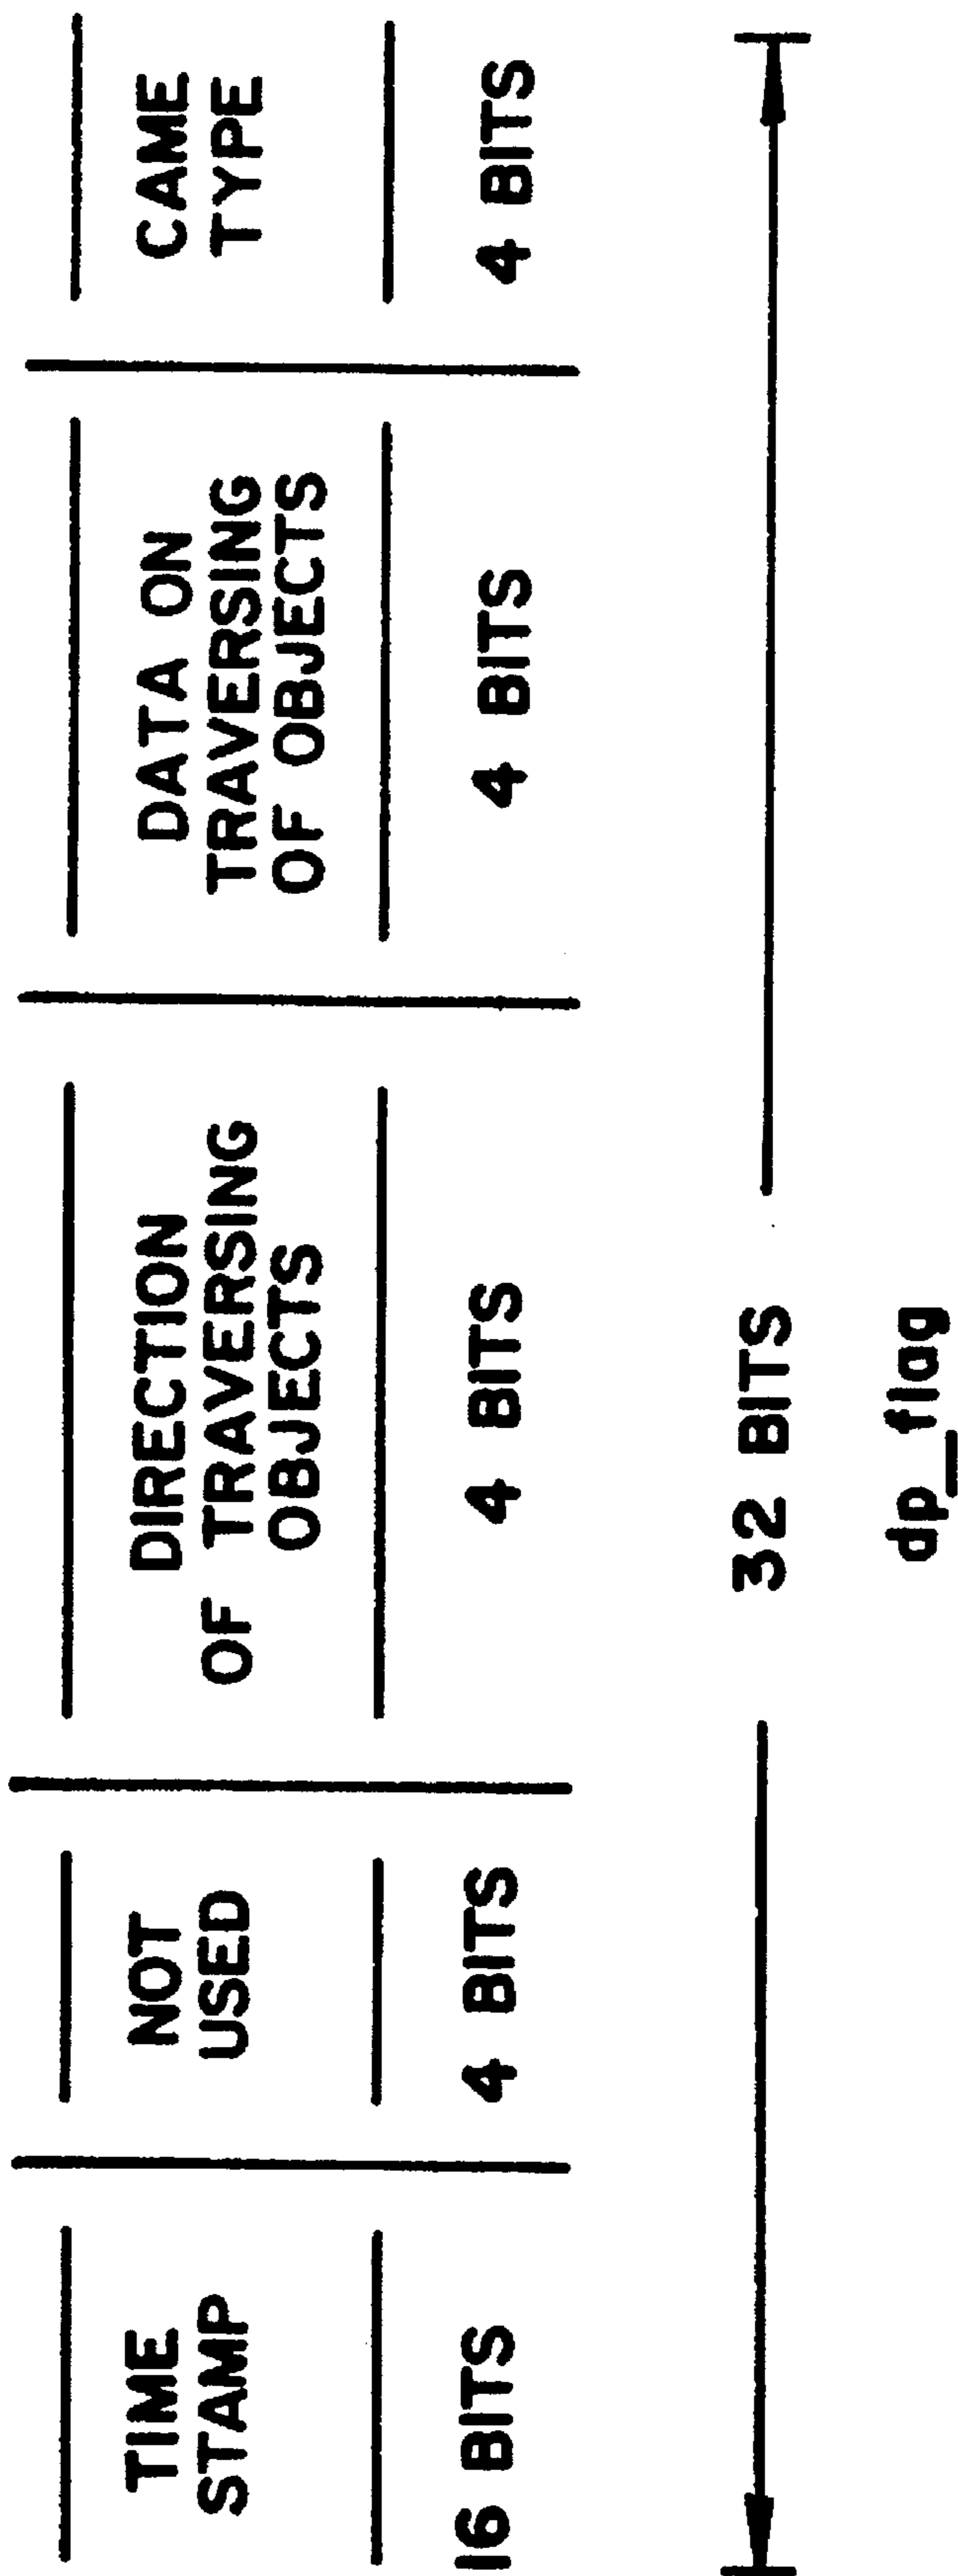 TIME
STAMP
NOT
USED
DIRECTION
OF TRAVERSING
OBJECTS
DATA ON
TRAVERSING
OF OBJECTS
CAME
TYPE
16 BITS
4 BITS
4 BITS
4 BITS
4 BITS
32 BITS
dp_flag